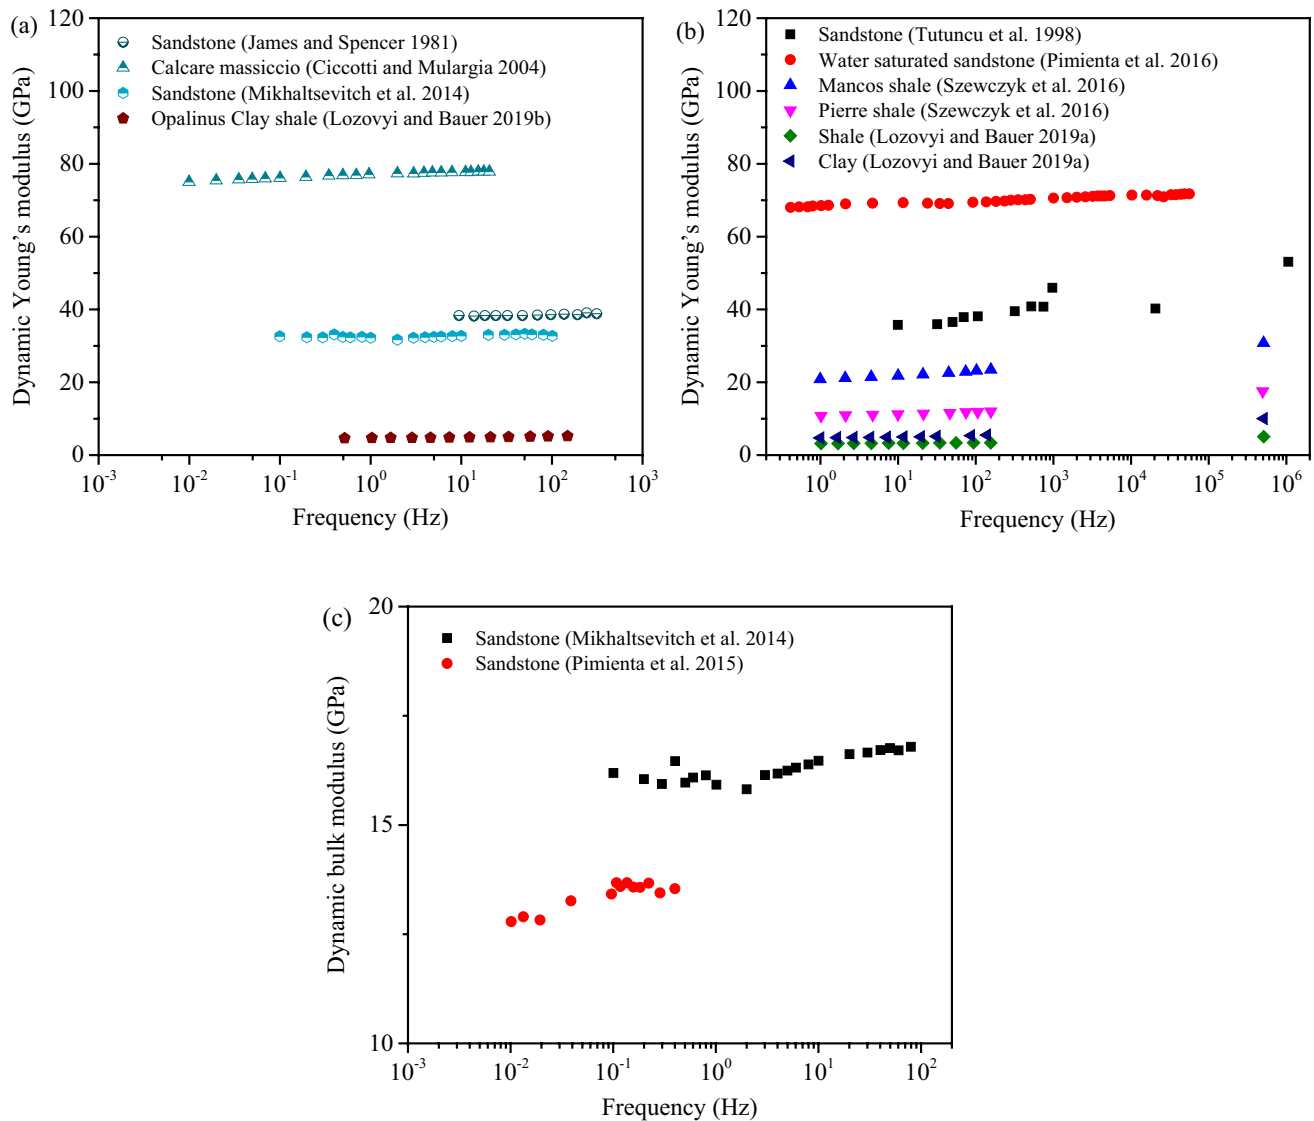 (a)
120
100
80
60
40
20
0
Dynamic Young's modulus (GPa)
Sandstone (James and Spencer 1981)
Calcare massiccio (Ciccotti and Mulargia 2004)
Sandstone (Mikhaltsevitch et al. 2014)
Opalinus Clay shale (Lozovyi and Bauer 2019b)
10⁻³ 10⁻² 10⁻¹ 10⁰ 10¹ 10² 10³
Frequency (Hz)
(b)
120
100
80
60
40
20
0
Dynamic Young's modulus (GPa)
Sandstone (Tutuncu et al. 1998)
Water saturated sandstone (Pimienta et al. 2016)
Mancos shale (Szewczyk et al. 2016)
Pierre shale (Szewczyk et al. 2016)
Shale (Lozovyi and Bauer 2019a)
Clay (Lozovyi and Bauer 2019a)
10⁰ 10¹ 10² 10³ 10⁴ 10⁵ 10⁶
Frequency (Hz)
(c)
20
15
10
Dynamic bulk modulus (GPa)
Sandstone (Mikhaltsevitch et al. 2014)
Sandstone (Pimienta et al. 2015)
10⁻³ 10⁻² 10⁻¹ 10⁰ 10¹ 10²
Frequency (Hz)